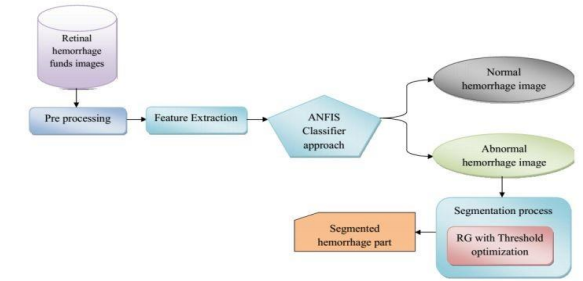 Retinal
hemorrhage
funds images
Pre processing
Feature Extraction
ANFIS
Classifier
approach
Normal
hemorrhage image
Abnormal
hemorrhage image
Segmentation process
RG with Threshold
optimization
Segmented
hemorrhage part